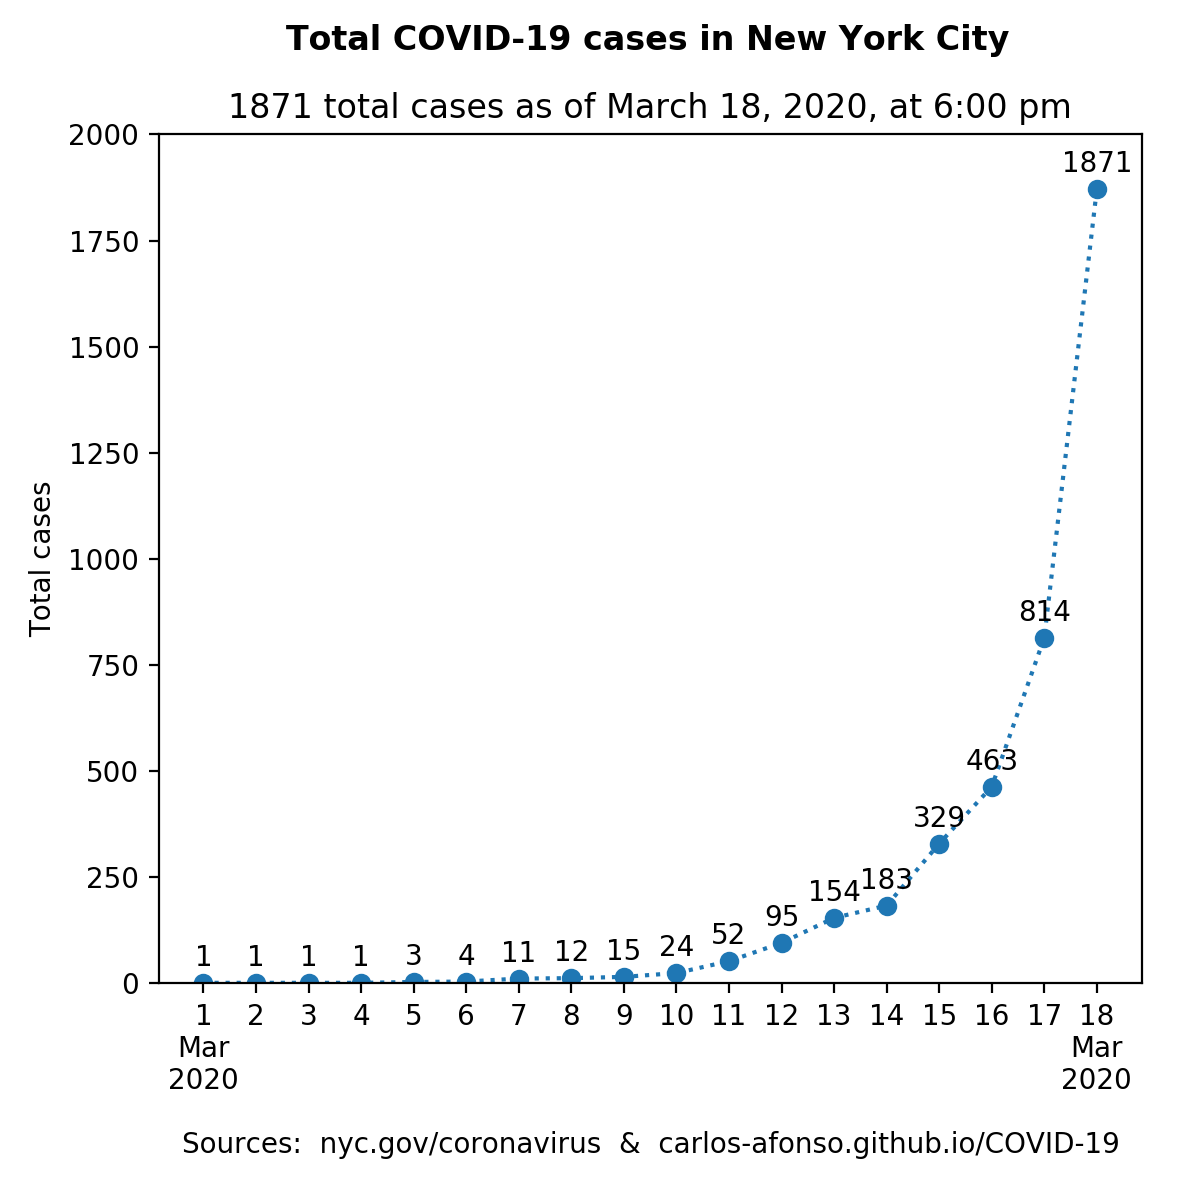 Total COVID-19 cases in New York City
1871 total cases as of March 18, 2020, at 6:00 pm
2000
1750
1500
1250
1000
750
500
250
0
Total cases
1 1 1 1 3 4 11 12 15 24 52 95 154 183 329 463 814 1871
1 2 3 4 5 6 7 8 9 10 11 12 13 14 15 16 17 18
Mar Mar
2020 2020
Sources: nyc.gov/coronavirus & carlos-afonso.github.io/COVID-19